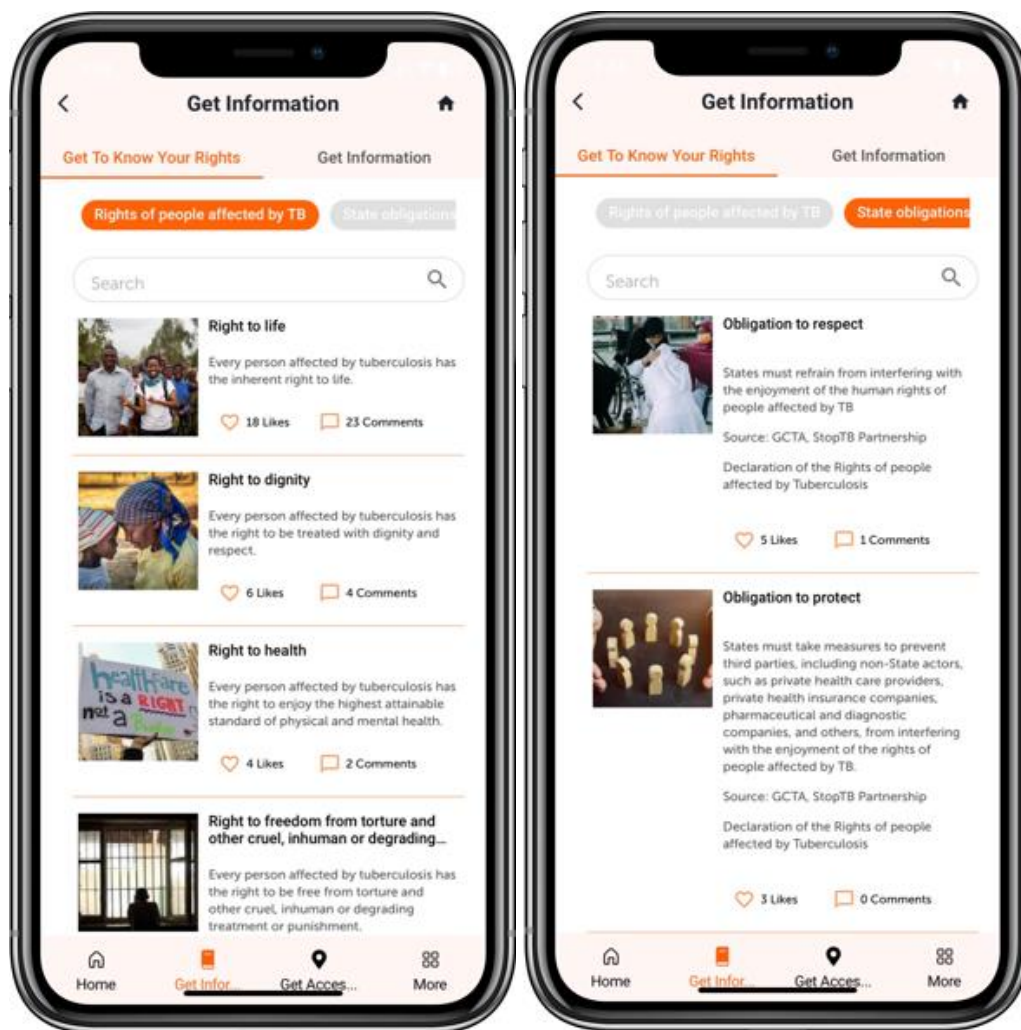 Get Information
Get To Know Your Rights
Get Information
Rights of people affected by TB
State obligations
Search
Right to life
Every person affected by tuberculosis has
the inherent right to life.
18 Likes
23 Comments
Right to dignity
Every person affected by tuberculosis has
the right to be treated with dignity and
respect.
6 Likes
4 Comments
healthcare
is a RIGHT
not a
Right to health
Every person affected by tuberculosis has
the right to enjoy the highest attainable
standard of physical and mental health.
4 Likes
2 Comments
Right to freedom from torture and
other cruel, inhuman or degrading...
Every person affected by tuberculosis has
the right to be free from torture and
other cruel, inhuman or degrading
treatment or punishment.
Home
Get Infor...
Get Acces...
More
Get Information
Get To Know Your Rights
Get Information
Rights of people affected by TB
State obligations
Search
Obligation to respect
States must refrain from interfering with
the enjoyment of the human rights of
people affected by TB
Source: GCTA, StopTB Partnership
Declaration of the Rights of people
affected by Tuberculosis
5 Likes
1 Comments
Obligation to protect
States must take measures to prevent
third parties, including non-State actors,
such as private health care providers,
private health insurance companies,
pharmaceutical and diagnostic
companies, and others, from interfering
with the enjoyment of the rights of
people affected by TB.
Source: GCTA, StopTB Partnership
Declaration of the Rights of people
affected by Tuberculosis
3 Likes
0 Comments
Home
Get Infor...
Get Acces...
More